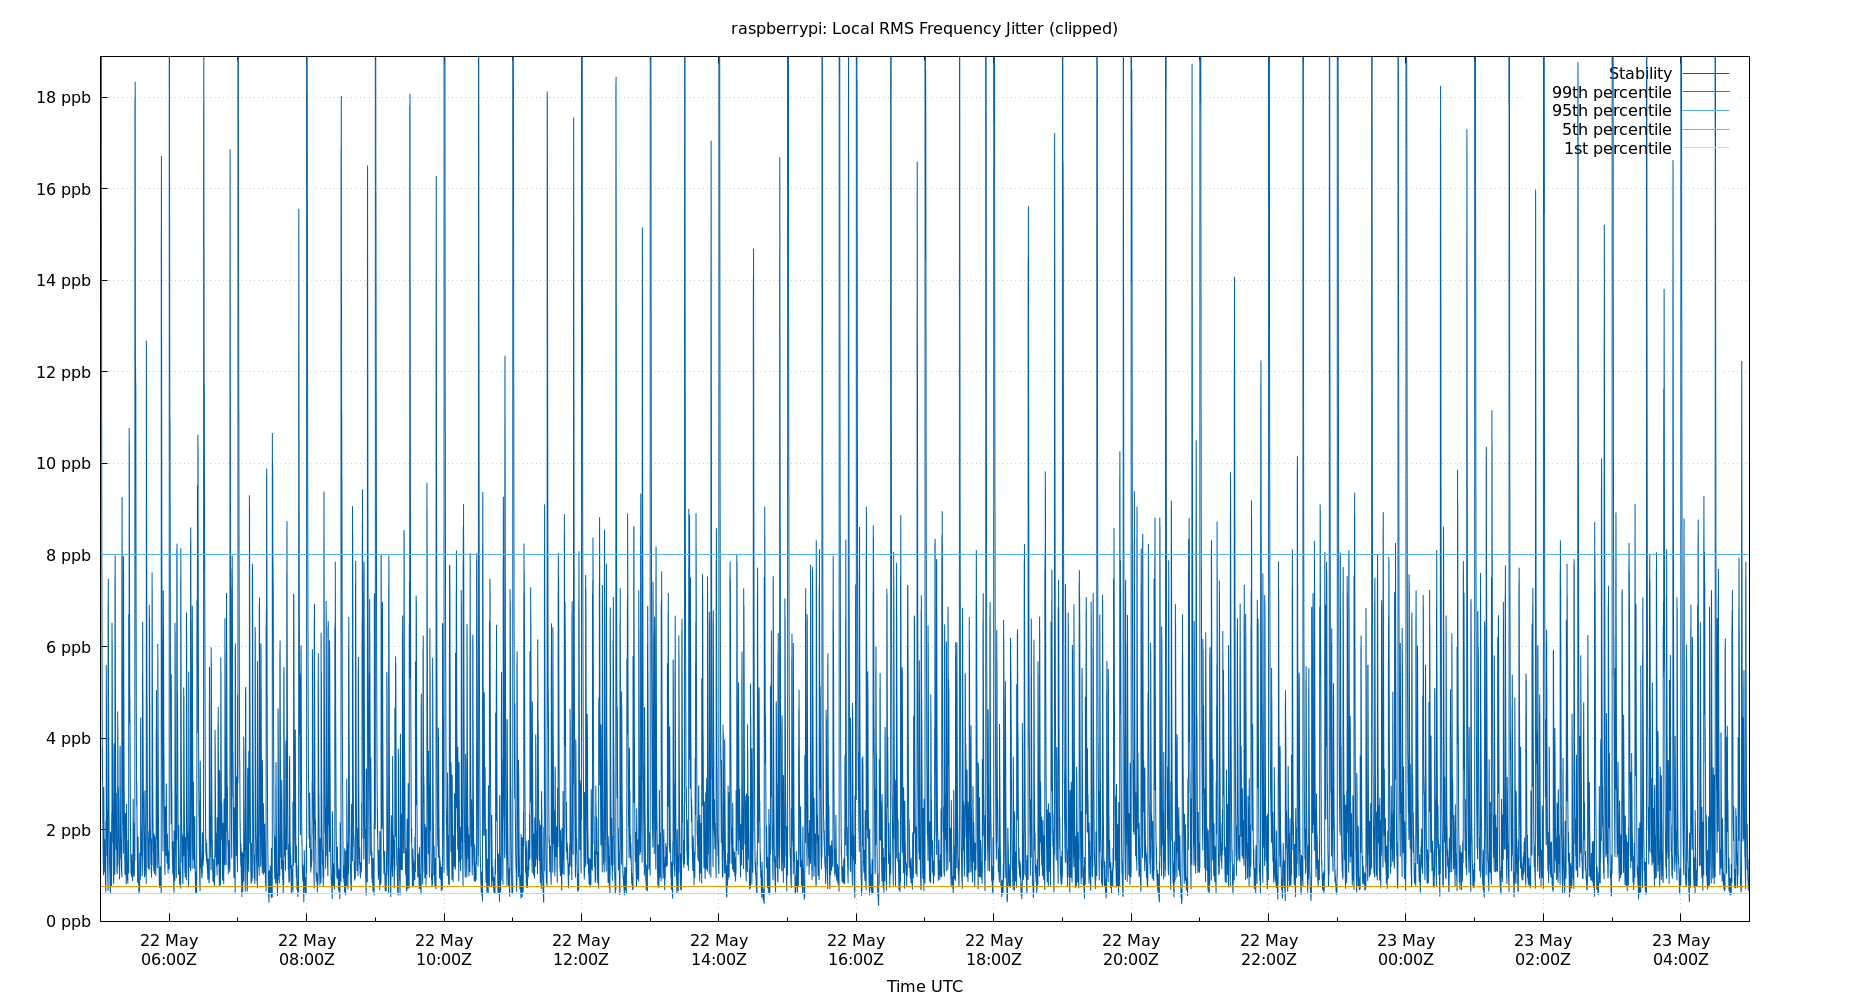 raspberrypi: Local RMS Frequency Jitter (clipped)
Stability
99th percentile
95th percentile
5th percentile
1st percentile
18 ppb
16 ppb
14 ppb
12 ppb
10 ppb
8 ppb
6 ppb
4 ppb
2 ppb
0 ppb
22 May 22 May 22 May 22 May 22 May 22 May 22 May 22 May 22 May 23 May 23 May 23 May
06:00Z 08:00Z 10:00Z 12:00Z 14:00Z 16:00Z 18:00Z 20:00Z 22:00Z 00:00Z 02:00Z 04:00Z
Time UTC